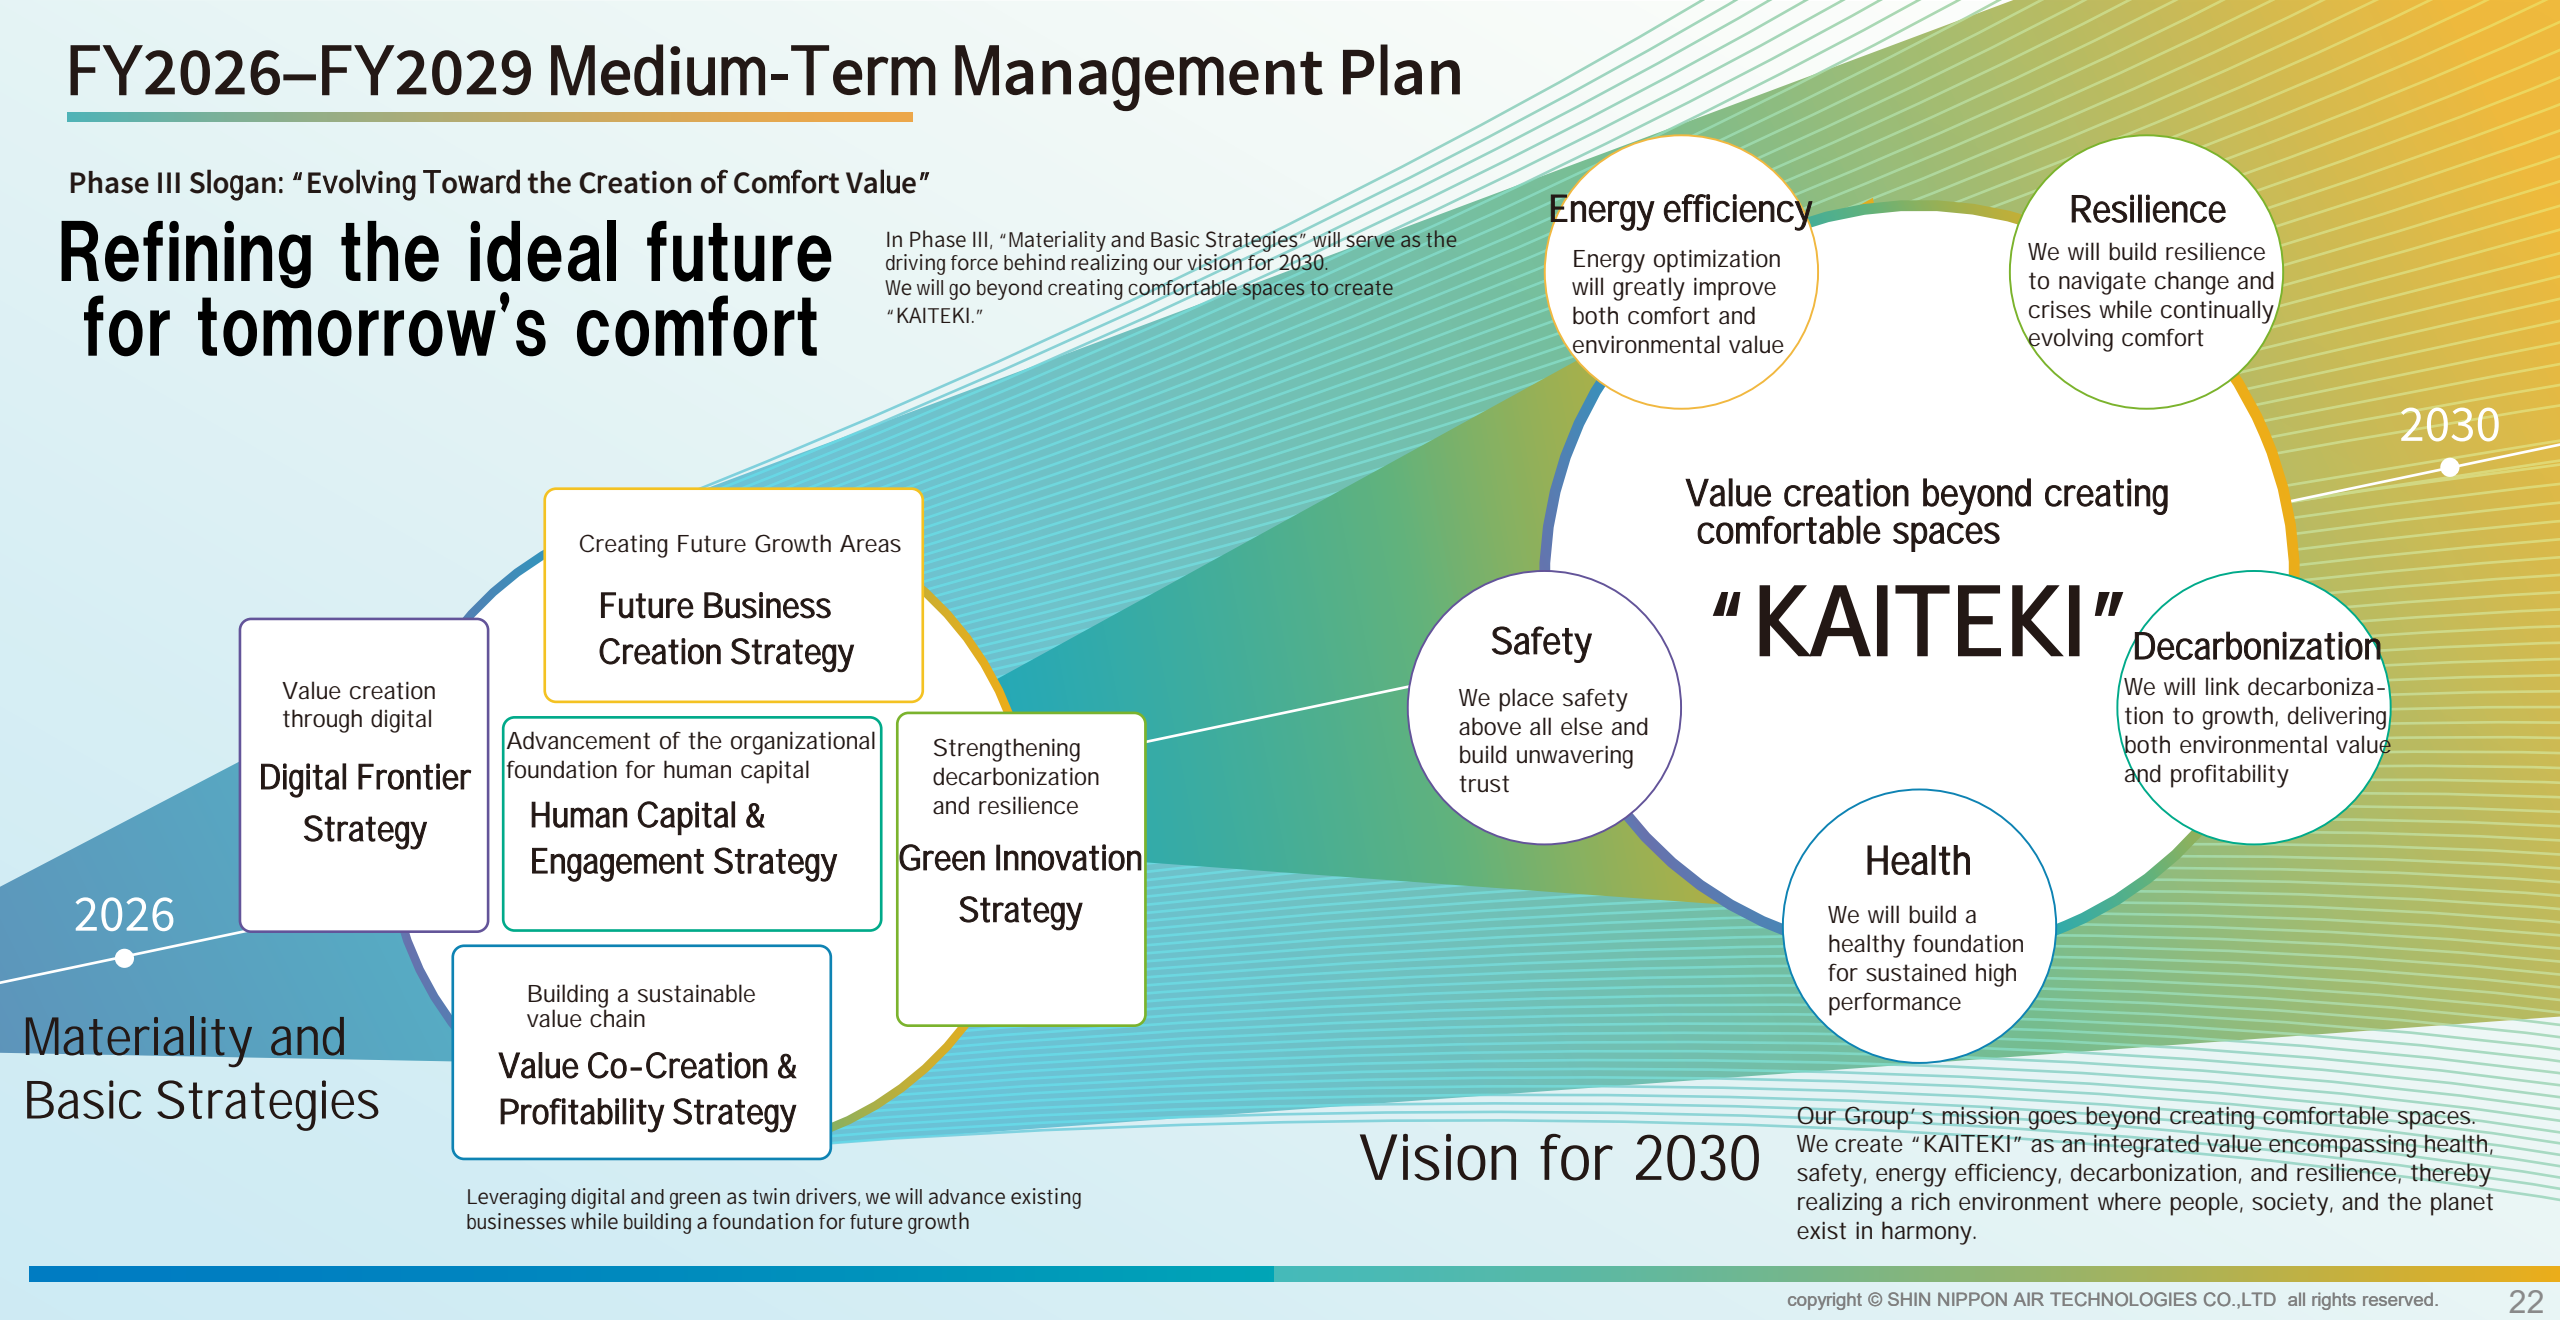 FY2026–FY2029 Medium-Term Management Plan
Phase III Slogan: “Evolving Toward the Creation of Comfort Value”
Refining the ideal future
for tomorrow’s comfort
In Phase III, “Materiality and Basic Strategies” will serve as the
driving force behind realizing our vision for 2030.
We will go beyond creating comfortable spaces to create
“KAITEKI.”
Energy efficiency
Energy optimization
will greatly improve
both comfort and
environmental value
Resilience
We will build resilience
to navigate change and
crises while continually
evolving comfort
2030
Value creation beyond creating
comfortable spaces
“KAITEKI”
Safety
We place safety
above all else and
build unwavering
trust
Decarbonization
We will link decarboniza-
tion to growth, delivering
both environmental value
and profitability
Health
We will build a
healthy foundation
for sustained high
performance
Creating Future Growth Areas
Future Business
Creation Strategy
Value creation
through digital
Digital Frontier
Strategy
Advancement of the organizational
foundation for human capital
Human Capital &
Engagement Strategy
Strengthening
decarbonization
and resilience
Green Innovation
Strategy
2026
Building a sustainable
value chain
Value Co-Creation &
Profitability Strategy
Materiality and
Basic Strategies
Leveraging digital and green as twin drivers, we will advance existing
businesses while building a foundation for future growth
Vision for 2030
Our Group’ s mission goes beyond creating comfortable spaces.
We create “KAITEKI” as an integrated value encompassing health,
safety, energy efficiency, decarbonization, and resilience, thereby
realizing a rich environment where people, society, and the planet
exist in harmony.
copyright © SHIN NIPPON AIR TECHNOLOGIES CO.,LTD all rights reserved.
22